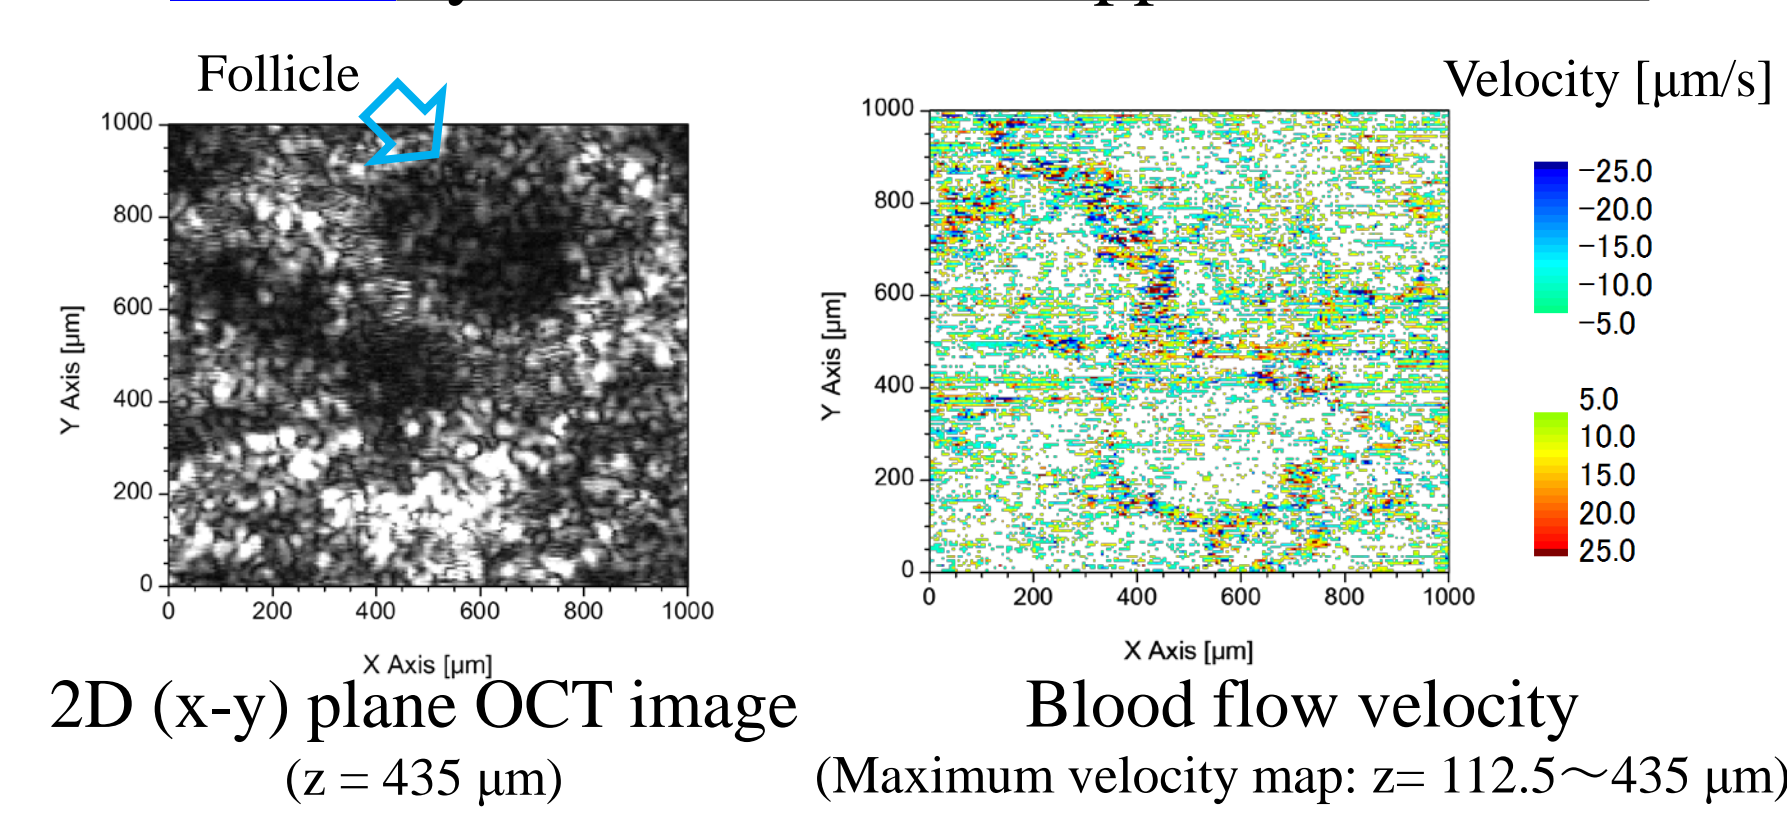 Follicle
1000
800
600
400
200
0
Y Axis [μm]
0 200 400 600 800 1000
X Axis [μm]
2D (x-y) plane OCT image
(z = 435 μm)
Velocity [μm/s]
1000
800
600
400
200
0
Y Axis [μm]
0 200 400 600 800 1000
X Axis [μm]
−25.0
−20.0
−15.0
−10.0
−5.0
5.0
10.0
15.0
20.0
25.0
Blood flow velocity
(Maximum velocity map: z= 112.5～435 μm)